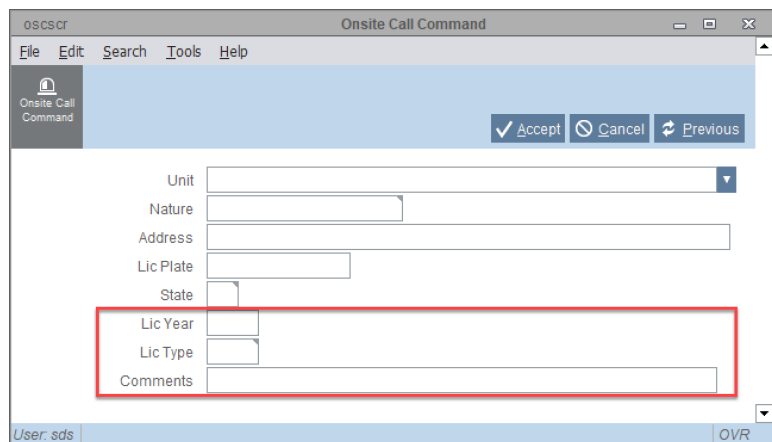 oscscr Onsite Call Command
File Edit Search Tools Help
Onsite Call
Command
Accept Cancel Previous
Unit
Nature
Address
Lic Plate
State
Lic Year
Lic Type
Comments
User: sds OVR